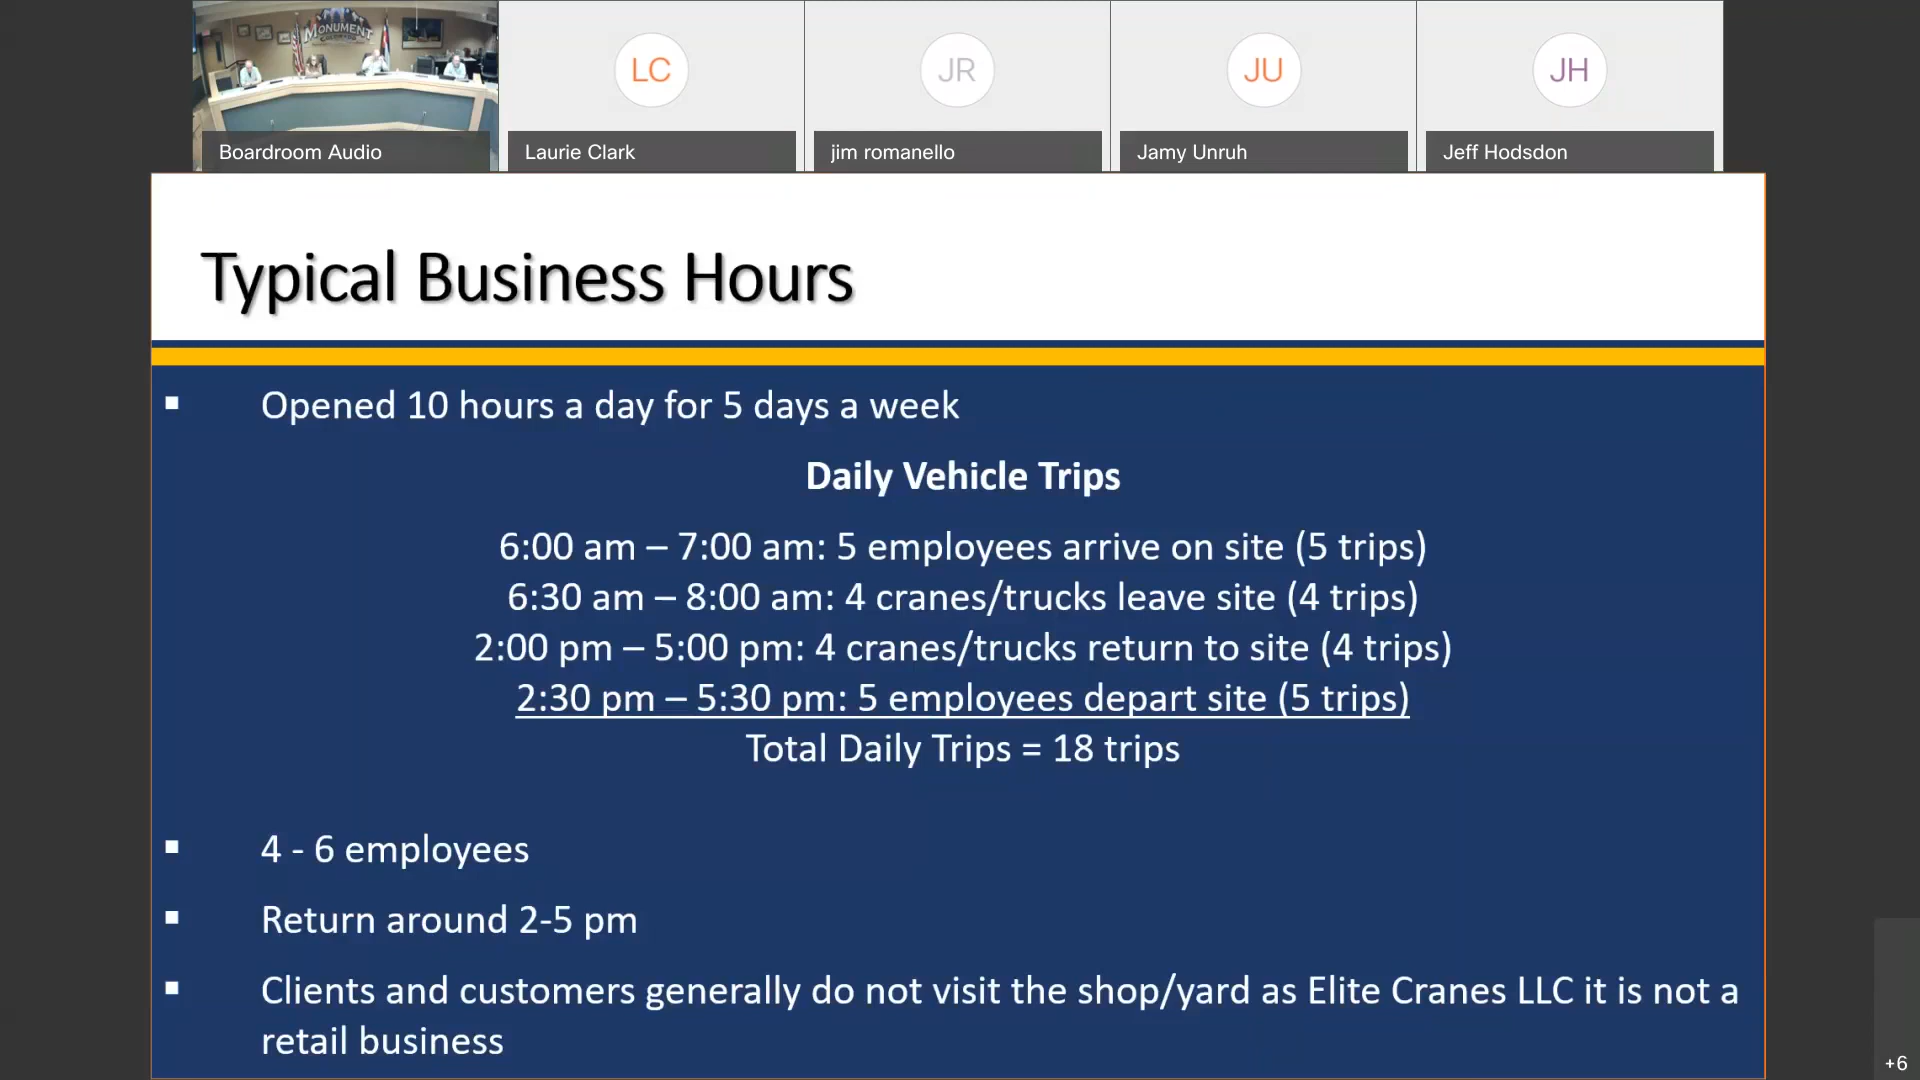 MONUMENT
LC
JR
JU
JH
Boardroom Audio
Laurie Clark
jim romanello
Jamy Unruh
Jeff Hodsdon
Typical Business Hours
▪ Opened 10 hours a day for 5 days a week
Daily Vehicle Trips
6:00 am – 7:00 am: 5 employees arrive on site (5 trips)
6:30 am – 8:00 am: 4 cranes/trucks leave site (4 trips)
2:00 pm – 5:00 pm: 4 cranes/trucks return to site (4 trips)
2:30 pm – 5:30 pm: 5 employees depart site (5 trips)
Total Daily Trips = 18 trips
▪ 4 - 6 employees
▪ Return around 2-5 pm
▪ Clients and customers generally do not visit the shop/yard as Elite Cranes LLC it is not a
retail business
+6